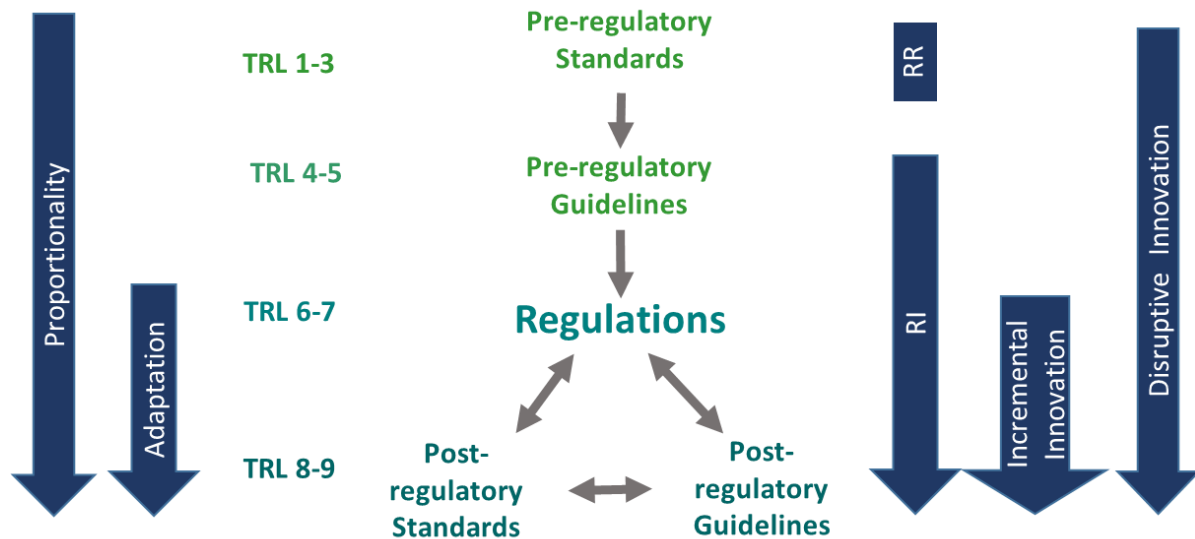 Proportionality
Adaptation
TRL 1-3
TRL 4-5
TRL 6-7
TRL 8-9
Pre-regulatory
Standards
Pre-regulatory
Guidelines
Regulations
Post-
regulatory
Standards
Post-
regulatory
Guidelines
RR
RI
Incremental
Innovation
Disruptive Innovation